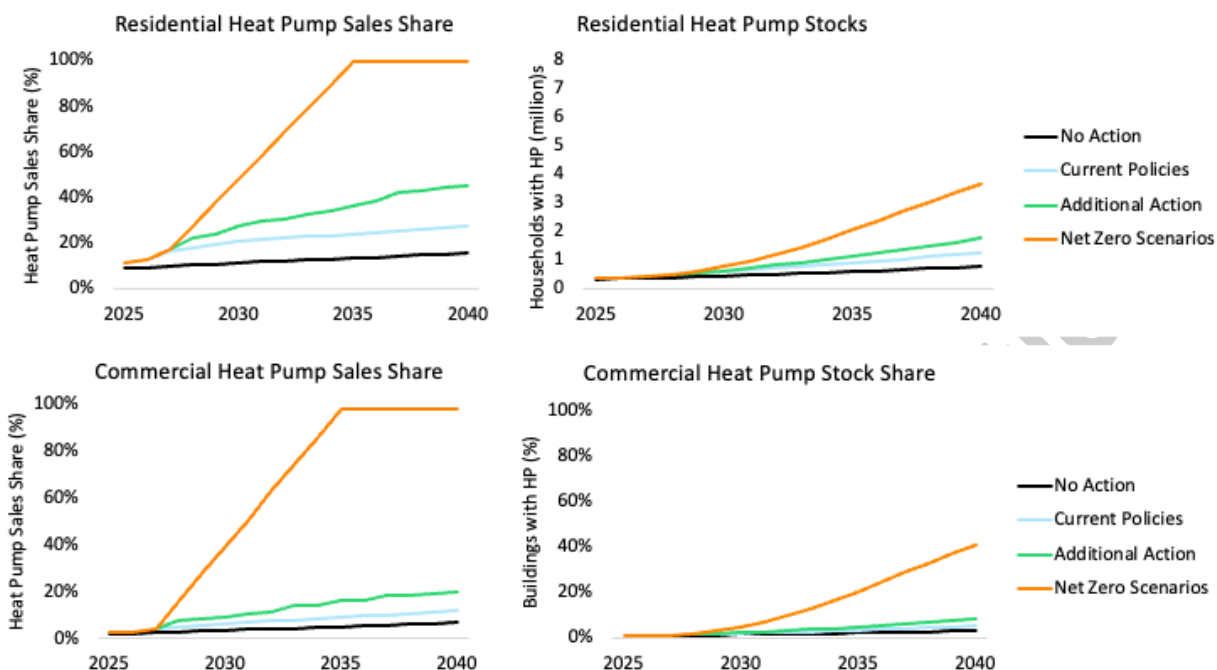 Residential Heat Pump Sales Share
Heat Pump Sales Share (%)
100%
80%
60%
40%
20%
0%
2025 2030 2035 2040
Residential Heat Pump Stocks
Households with HP (million)s
8
7
6
5
4
3
2
1
0
2025 2030 2035 2040
No Action
Current Policies
Additional Action
Net Zero Scenarios
Commercial Heat Pump Sales Share
Heat Pump Sales Share (%)
100%
80%
60%
40%
20%
0%
2025 2030 2035 2040
Commercial Heat Pump Stock Share
Buildings with HP (%)
100%
80%
60%
40%
20%
0%
2025 2030 2035 2040
No Action
Current Policies
Additional Action
Net Zero Scenarios